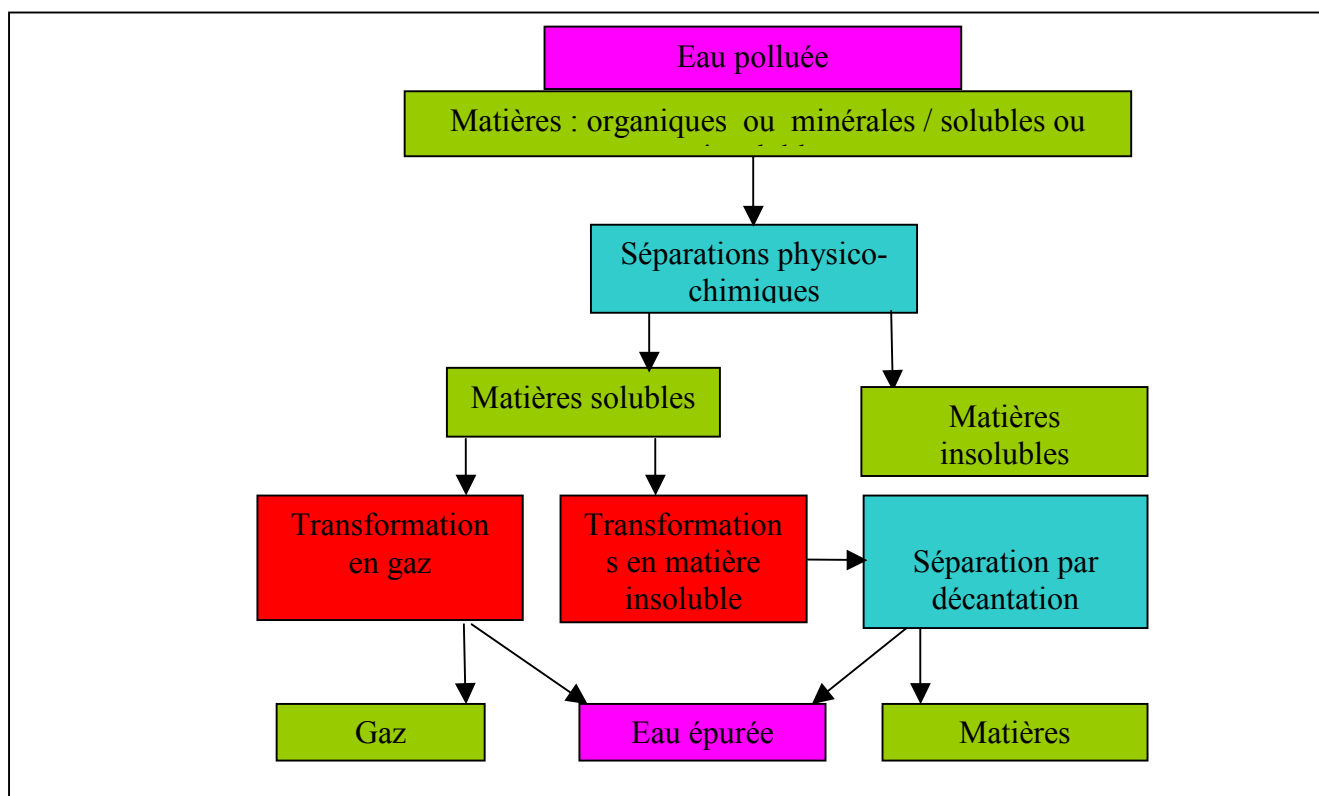 Eau polluée
Matières : organiques ou minérales / solubles ou
Séparations physico-
chimiques
Matières solubles
Matières
insolubles
Transformation
en gaz
Transformation
s en matière
insoluble
Séparation par
décantation
Gaz
Eau épurée
Matières